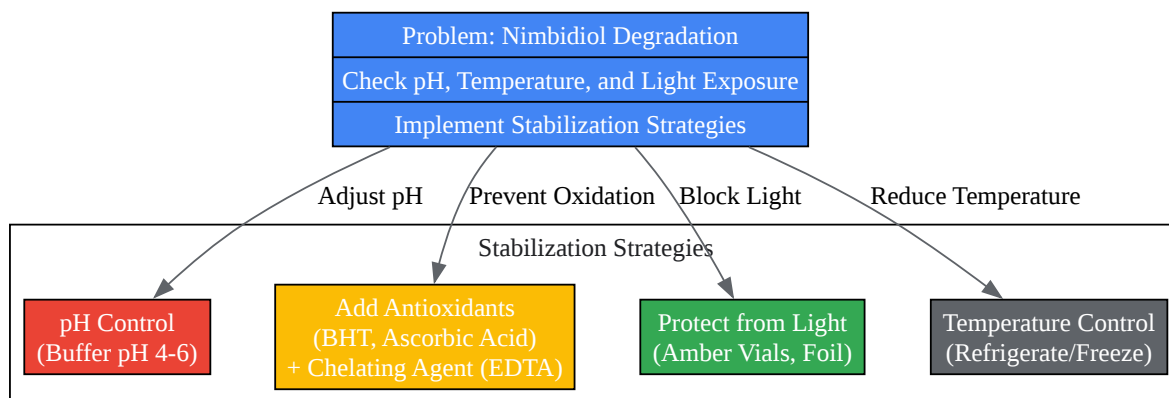 Problem: Nimbidiol Degradation
Check pH, Temperature, and Light Exposure
Implement Stabilization Strategies
Adjust pH
Prevent Oxidation
Block Light
Reduce Temperature
Stabilization Strategies
pH Control
(Buffer pH 4-6)
Add Antioxidants
(BHT, Ascorbic Acid)
+ Chelating Agent (EDTA)
Protect from Light
(Amber Vials, Foil)
Temperature Control
(Refrigerate/Freeze)